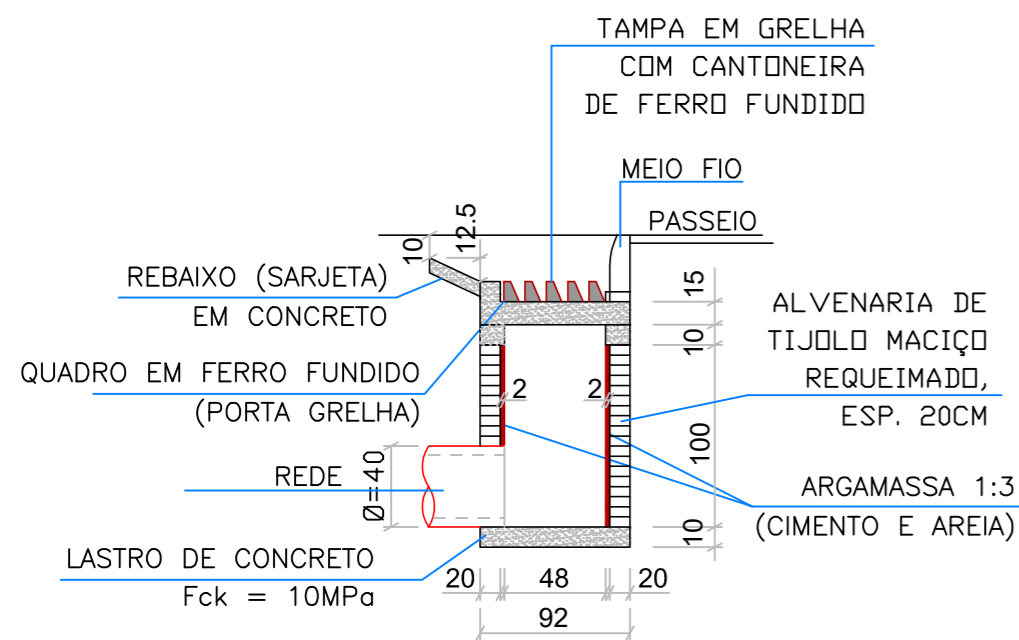 TAMPA EM GRELHA
COM CANTONEIRA
DE FERRO FUNDIDO
MEIO FIO
PASSEIO
12.5
10
REBAIXO (SARJETA)
EM CONCRETO
15
ALVENARIA DE
TIJOLO MACIÇO
REQUEIMADO,
ESP. 20CM
10
QUADRO EM FERRO FUNDIDO
(PORTA GRELHA)
2
2
100
REDE
Ø=40
ARGAMASSA 1:3
(CIMENTO E AREIA)
10
LASTRO DE CONCRETO
Fck = 10MPa
20
48
20
92